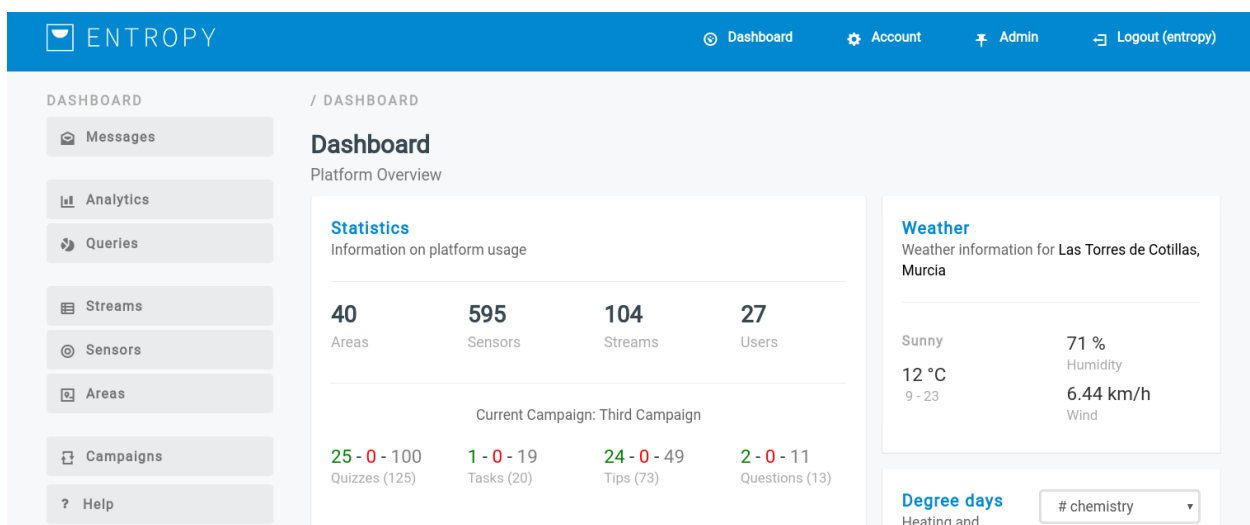 ENTROPY
Dashboard
Account
Admin
Logout (entropy)
DASHBOARD
Messages
Analytics
Queries
Streams
Sensors
Areas
Campaigns
? Help
/ DASHBOARD
Dashboard
Platform Overview
Statistics
Information on platform usage
40 595 104 27
Areas Sensors Streams Users
Current Campaign: Third Campaign
25 - 0 - 100 1 - 0 - 19 24 - 0 - 49 2 - 0 - 11
Quizzes (125) Tasks (20) Tips (73) Questions (13)
Weather
Weather information for Las Torres de Cotillas,
Murcia
Sunny
12 °C
9 - 23
71 %
Humidity
6.44 km/h
Wind
Degree days
Heating and
# chemistry